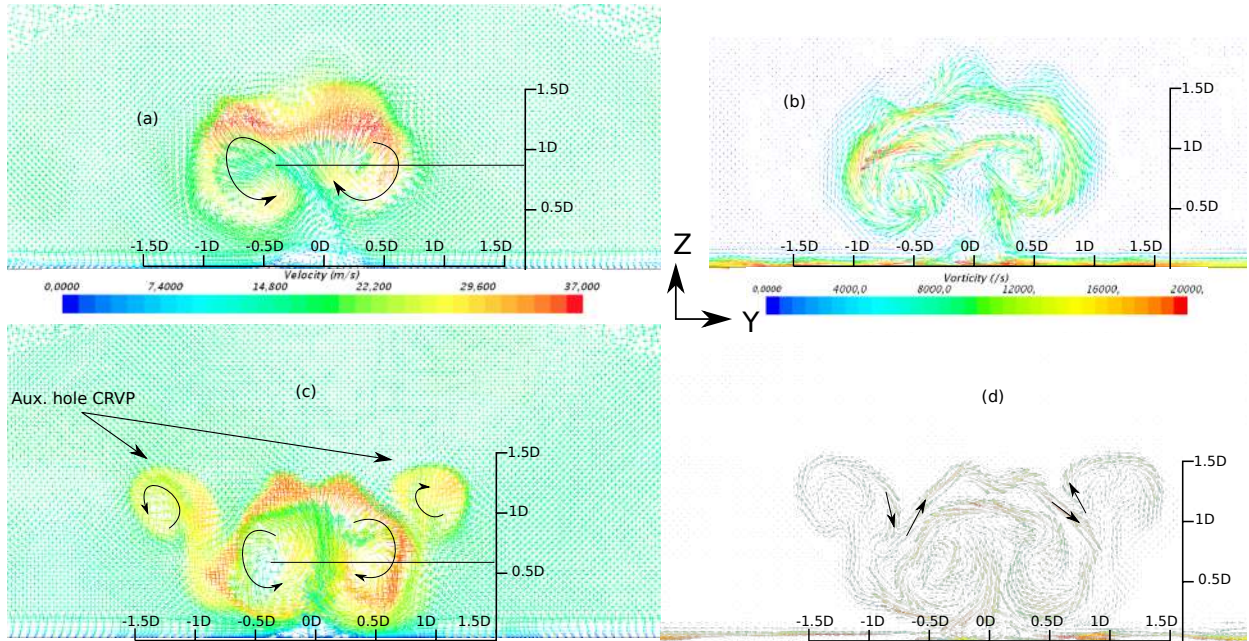 (a)
1.5D
1D
0.5D
-1.5D -1D -0.5D 0D 0.5D 1D 1.5D
Velocity (m/s)
0,0000 7,4000 14,800 22,200 29,600 37,000
(b)
1.5D
1D
0.5D
-1.5D -1D -0.5D 0D 0.5D 1D 1.5D
Vorticity (/s)
0,0000 4000,0 8000,0 12000, 16000, 20000,
Z
Y
(c)
Aux. hole CRVP
1.5D
1D
0.5D
-1.5D -1D -0.5D 0D 0.5D 1D 1.5D
(d)
1.5D
1D
0.5D
-1.5D -1D -0.5D 0D 0.5D 1D 1.5D